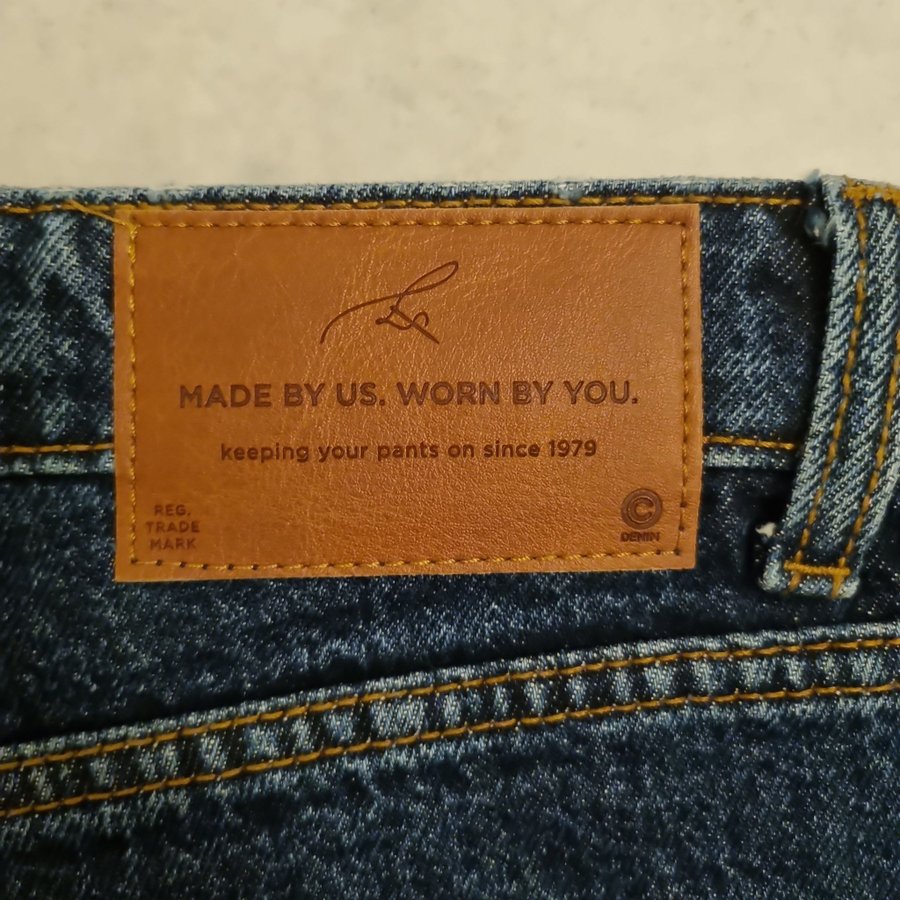 MADE BY US. WORN BY YOU.
keeping your pants on since 1979
REG.
TRADE
MARK
C
DENIM